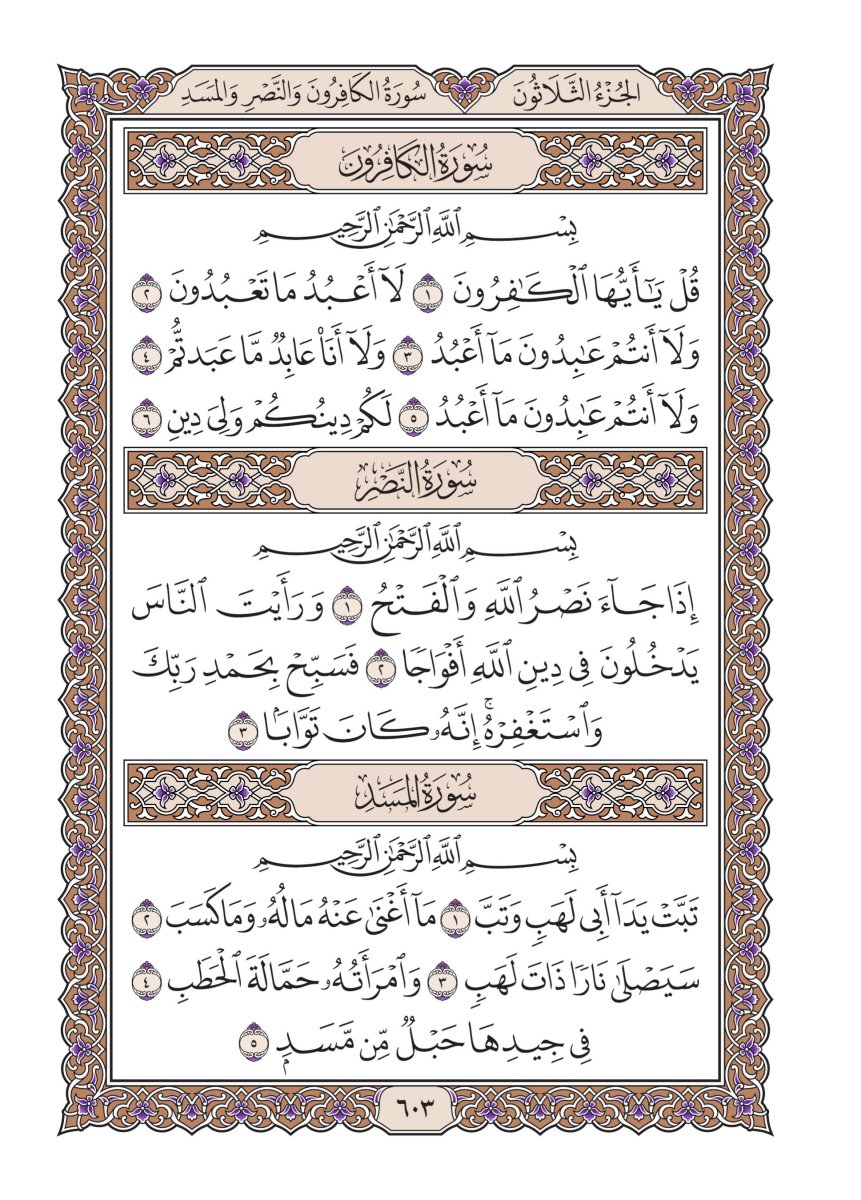 الجُزْءُ الثَّلَاثُونَ
سُورَةُ الكَافِرُونَ وَالنَّصْرِ وَالمَسَدِ
سُورَةُ الكَافِرُونَ
بِسْمِ ٱللَّهِ ٱلرَّحْمَٰنِ ٱلرَّحِيمِ
قُلْ يَٰٓأَيُّهَا ٱلْكَٰفِرُونَ ١ لَآ أَعْبُدُ مَا تَعْبُدُونَ ٢
وَلَآ أَنتُمْ عَٰبِدُونَ مَآ أَعْبُدُ ٣ وَلَآ أَنَا۠ عَابِدٌ مَّا عَبَدتُّمْ ٤
وَلَآ أَنتُمْ عَٰبِدُونَ مَآ أَعْبُدُ ٥ لَكُمْ دِينُكُمْ وَلِىَ دِينِ ٦
سُورَةُ النَّصْرِ
بِسْمِ ٱللَّهِ ٱلرَّحْمَٰنِ ٱلرَّحِيمِ
إِذَا جَآءَ نَصْرُ ٱللَّهِ وَٱلْفَتْحُ ١ وَرَأَيْتَ ٱلنَّاسَ
يَدْخُلُونَ فِى دِينِ ٱللَّهِ أَفْوَاجًا ٢ فَسَبِّحْ بِحَمْدِ رَبِّكَ
وَٱسْتَغْفِرْهُ ۚ إِنَّهُۥ كَانَ تَوَّابًۢا ٣
سُورَةُ المَسَدِ
بِسْمِ ٱللَّهِ ٱلرَّحْمَٰنِ ٱلرَّحِيمِ
تَبَّتْ يَدَآ أَبِى لَهَبٍ وَتَبَّ ١ مَآ أَغْنَىٰ عَنْهُ مَالُهُۥ وَمَا كَسَبَ ٢
سَيَصْلَىٰ نَارًا ذَاتَ لَهَبٍ ٣ وَٱمْرَأَتُهُۥ حَمَّالَةَ ٱلْحَطَبِ ٤
فِى جِيدِهَا حَبْلٌ مِّن مَّسَدٍۭ ٥
٦٠٣